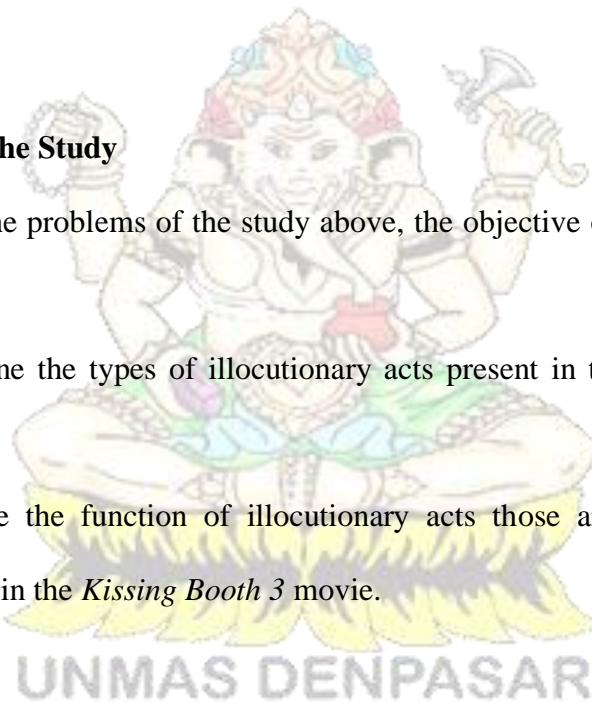 he Study
ne problems of the study above, the objective
ne the types of illocutionary acts present in t
e the function of illocutionary acts those a
in the Kissing Booth 3 movie.
UNMAS DENPASAR